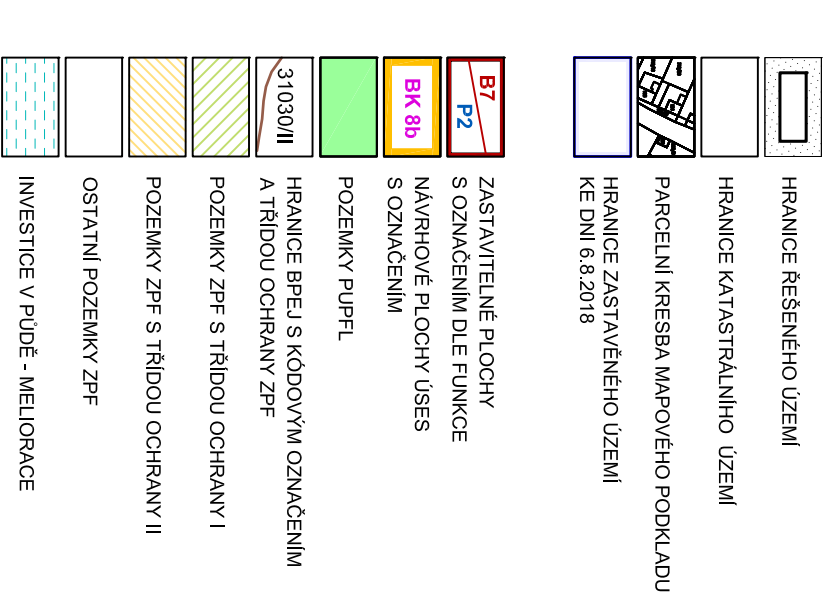 HRANICE ŘEŠENÉHO ÚZEMÍ
HRANICE KATASTRÁLNÍHO ÚZEMÍ
PARCELNÍ KRESBA MAPOVÉHO PODKLADU
HRANICE ZASTAVĚNÉHO ÚZEMÍ
KE DNI 6.8.2018
B7
P2
ZASTAVITELNÉ PLOCHY
S OZNAČENÍM DLE FUNKCE
BK 8b
NÁVRHOVÉ PLOCHY ÚSES
S OZNAČENÍM
POZEMKY PUPFL
31030/II
HRANICE BPEJ S KÓDOVÝM OZNAČENÍM
A TŘÍDOU OCHRANY ZPF
POZEMKY ZPF S TŘÍDOU OCHRANY I
POZEMKY ZPF S TŘÍDOU OCHRANY II
OSTATNÍ POZEMKY ZPF
INVESTICE V PŮDĚ - MELIORACE